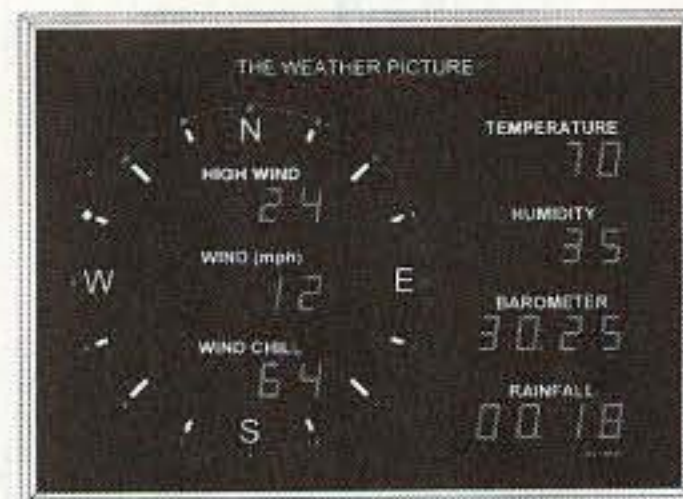 THE WEATHER PICTURE
N
HIGH WIND
24
WIND (mph)
12
W
E
WIND CHILL
64
S
TEMPERATURE
70
HUMIDITY
35
BAROMETER
30.25
RAINFALL
00.18